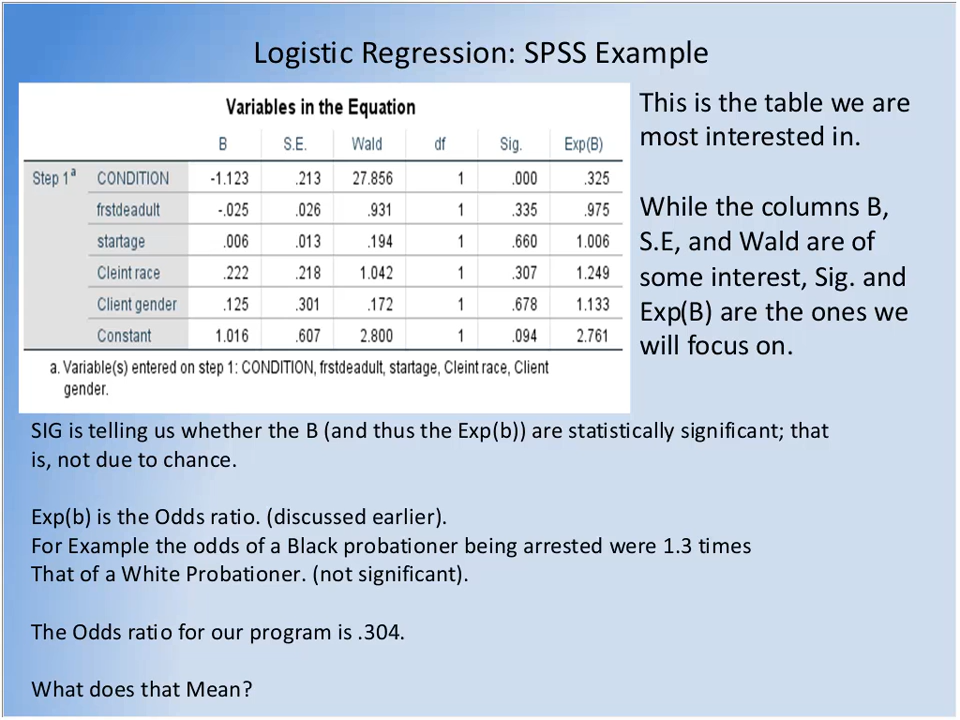 Logistic Regression: SPSS Example
Variables in the Equation
B S.E. Wald df Sig. Exp(B)
Step 1a CONDITION -1.123 .213 27.856 1 .000 .325
frstdeadult -.025 .026 .931 1 .335 .975
startage .006 .013 .194 1 .660 1.006
Cleint race .222 .218 1.042 1 .307 1.249
Client gender .125 .301 .172 1 .678 1.133
Constant 1.016 .607 2.800 1 .094 2.761
a. Variable(s) entered on step 1: CONDITION, frstdeadult, startage, Cleint race, Client
gender.
This is the table we are
most interested in.
While the columns B,
S.E, and Wald are of
some interest, Sig. and
Exp(B) are the ones we
will focus on.
SIG is telling us whether the B (and thus the Exp(b)) are statistically significant; that
is, not due to chance.
Exp(b) is the Odds ratio. (discussed earlier).
For Example the odds of a Black probationer being arrested were 1.3 times
That of a White Probationer. (not significant).
The Odds ratio for our program is .304.
What does that Mean?